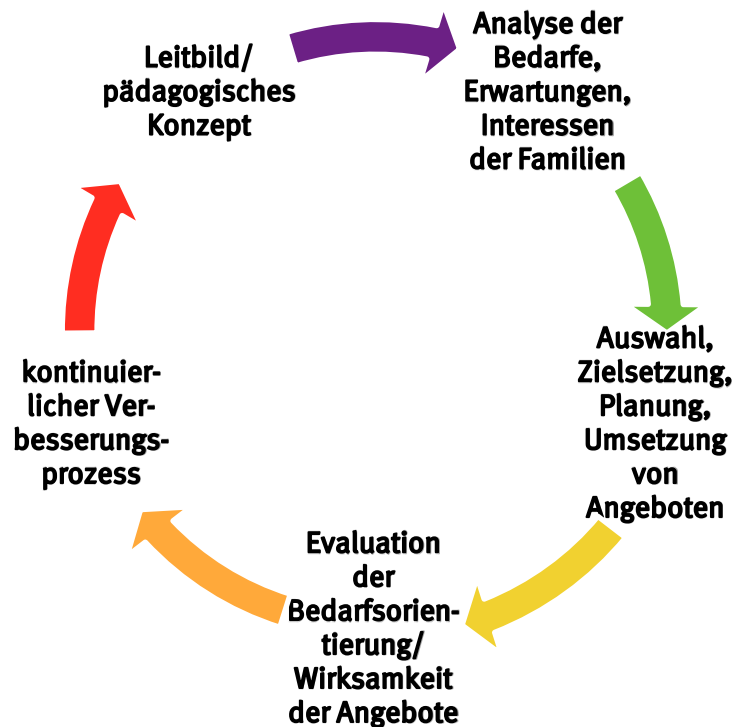 Leitbild/
pädagogisches
Konzept
Analyse der
Bedarfe,
Erwartungen,
Interessen
der Familien
Auswahl,
Zielsetzung,
Planung,
Umsetzung
von
Angeboten
Evaluation
der
Bedarfsorien-
tierung/
Wirksamkeit
der Angebote
kontinuier-
licher Ver-
besserungs-
prozess